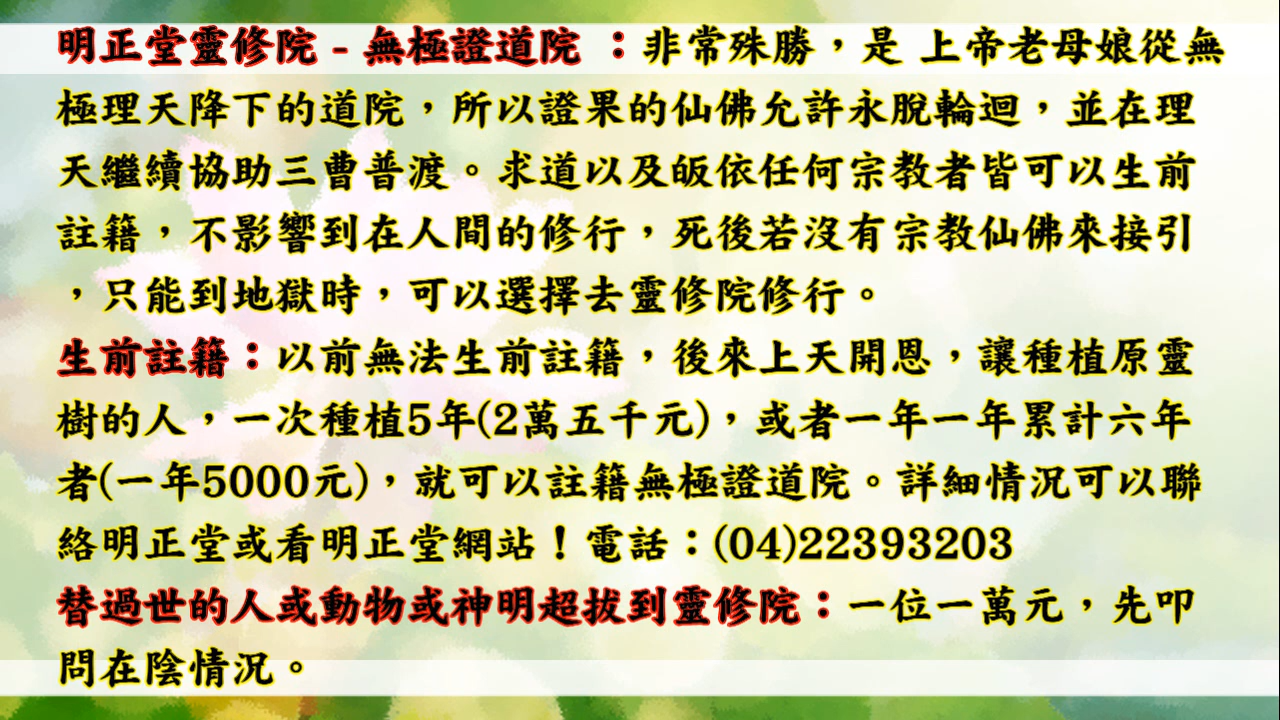 明正堂靈修院 - 無極證道院 ：非常殊勝，是 上帝老母娘從無
極理天降下的道院，所以證果的仙佛允許永脫輪迴，並在理
天繼續協助三曹普渡。求道以及皈依任何宗教者皆可以生前
註籍，不影響到在人間的修行，死後若沒有宗教仙佛來接引
，只能到地獄時，可以選擇去靈修院修行。
生前註籍：以前無法生前註籍，後來上天開恩，讓種植原靈
樹的人，一次種植5年(2萬五千元)，或者一年一年累計六年
者(一年5000元)，就可以註籍無極證道院。詳細情況可以聯
絡明正堂或看明正堂網站！電話：(04)22393203
替過世的人或動物或神明超拔到靈修院：一位一萬元，先叩
問在陰情況。